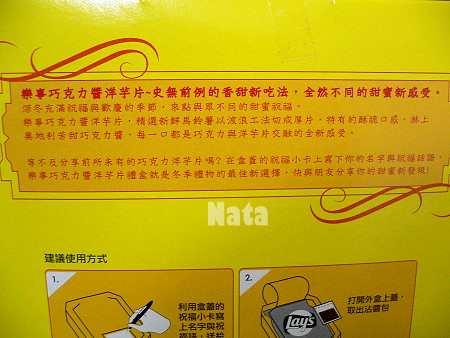 樂事巧克力醬洋芋片~史無前例的香甜新吃法，全然不同的甜蜜新感受。
深冬充滿祝福與歡慶的季節，來點與眾不同的甜蜜祝福。
樂事巧克力醬洋芋片，精選新鮮馬鈴薯以波浪工法切成厚片，特有的酥脆口感，淋上
奧地利苦甜巧克力醬，每一口都是巧克力與洋芋片交融的全新感受。
等不及分享前所未有的巧克力洋芋片嗎？在盒蓋的祝福小卡上寫下你的名字與祝福話語，
樂事巧克力醬洋芋片禮盒就是冬季禮物的最佳新選擇，快與朋友分享你的甜蜜新發現！
Nata
建議使用方式
1.
利用盒蓋的
祝福小卡寫
上名字與祝
福語，送給
2.
打開外盒上蓋，
取出沾醬包
Lay's